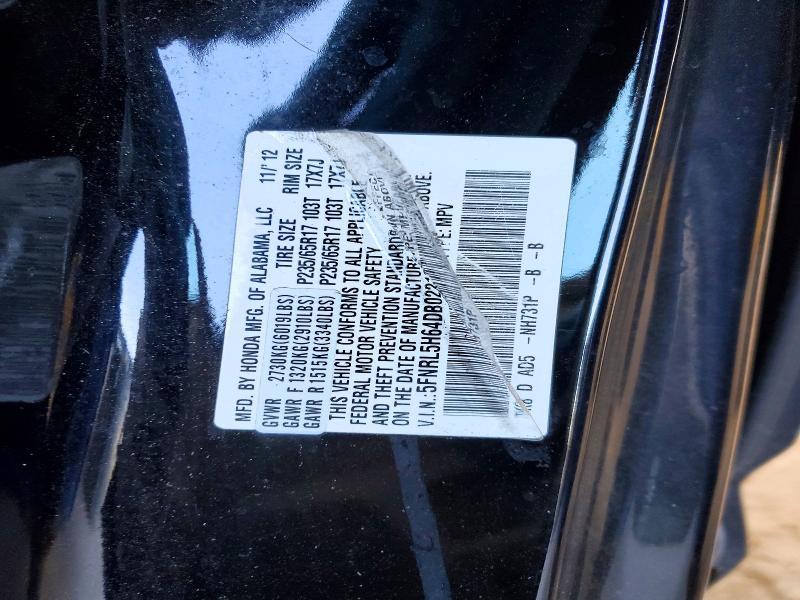 MFD. BY HONDA MFG. OF ALABAMA, LLC 11/ 12
TIRE SIZE RIM SIZE
GVWR 2730KG(6019LBS)
GAWR F 1320KG(2910LBS) P235/65R17 103T 17X7J
GAWR R 1515KG(3340LBS) P235/65R17 103T 17X7J
THIS VEHICLE CONFORMS TO ALL APPLICABLE
FEDERAL MOTOR VEHICLE SAFETY
AND THEFT PREVENTION
ON THE DATE OF MANUFACTURE ABOVE.
V.I.N.: MPV
D AD5 -NH731P -B -B